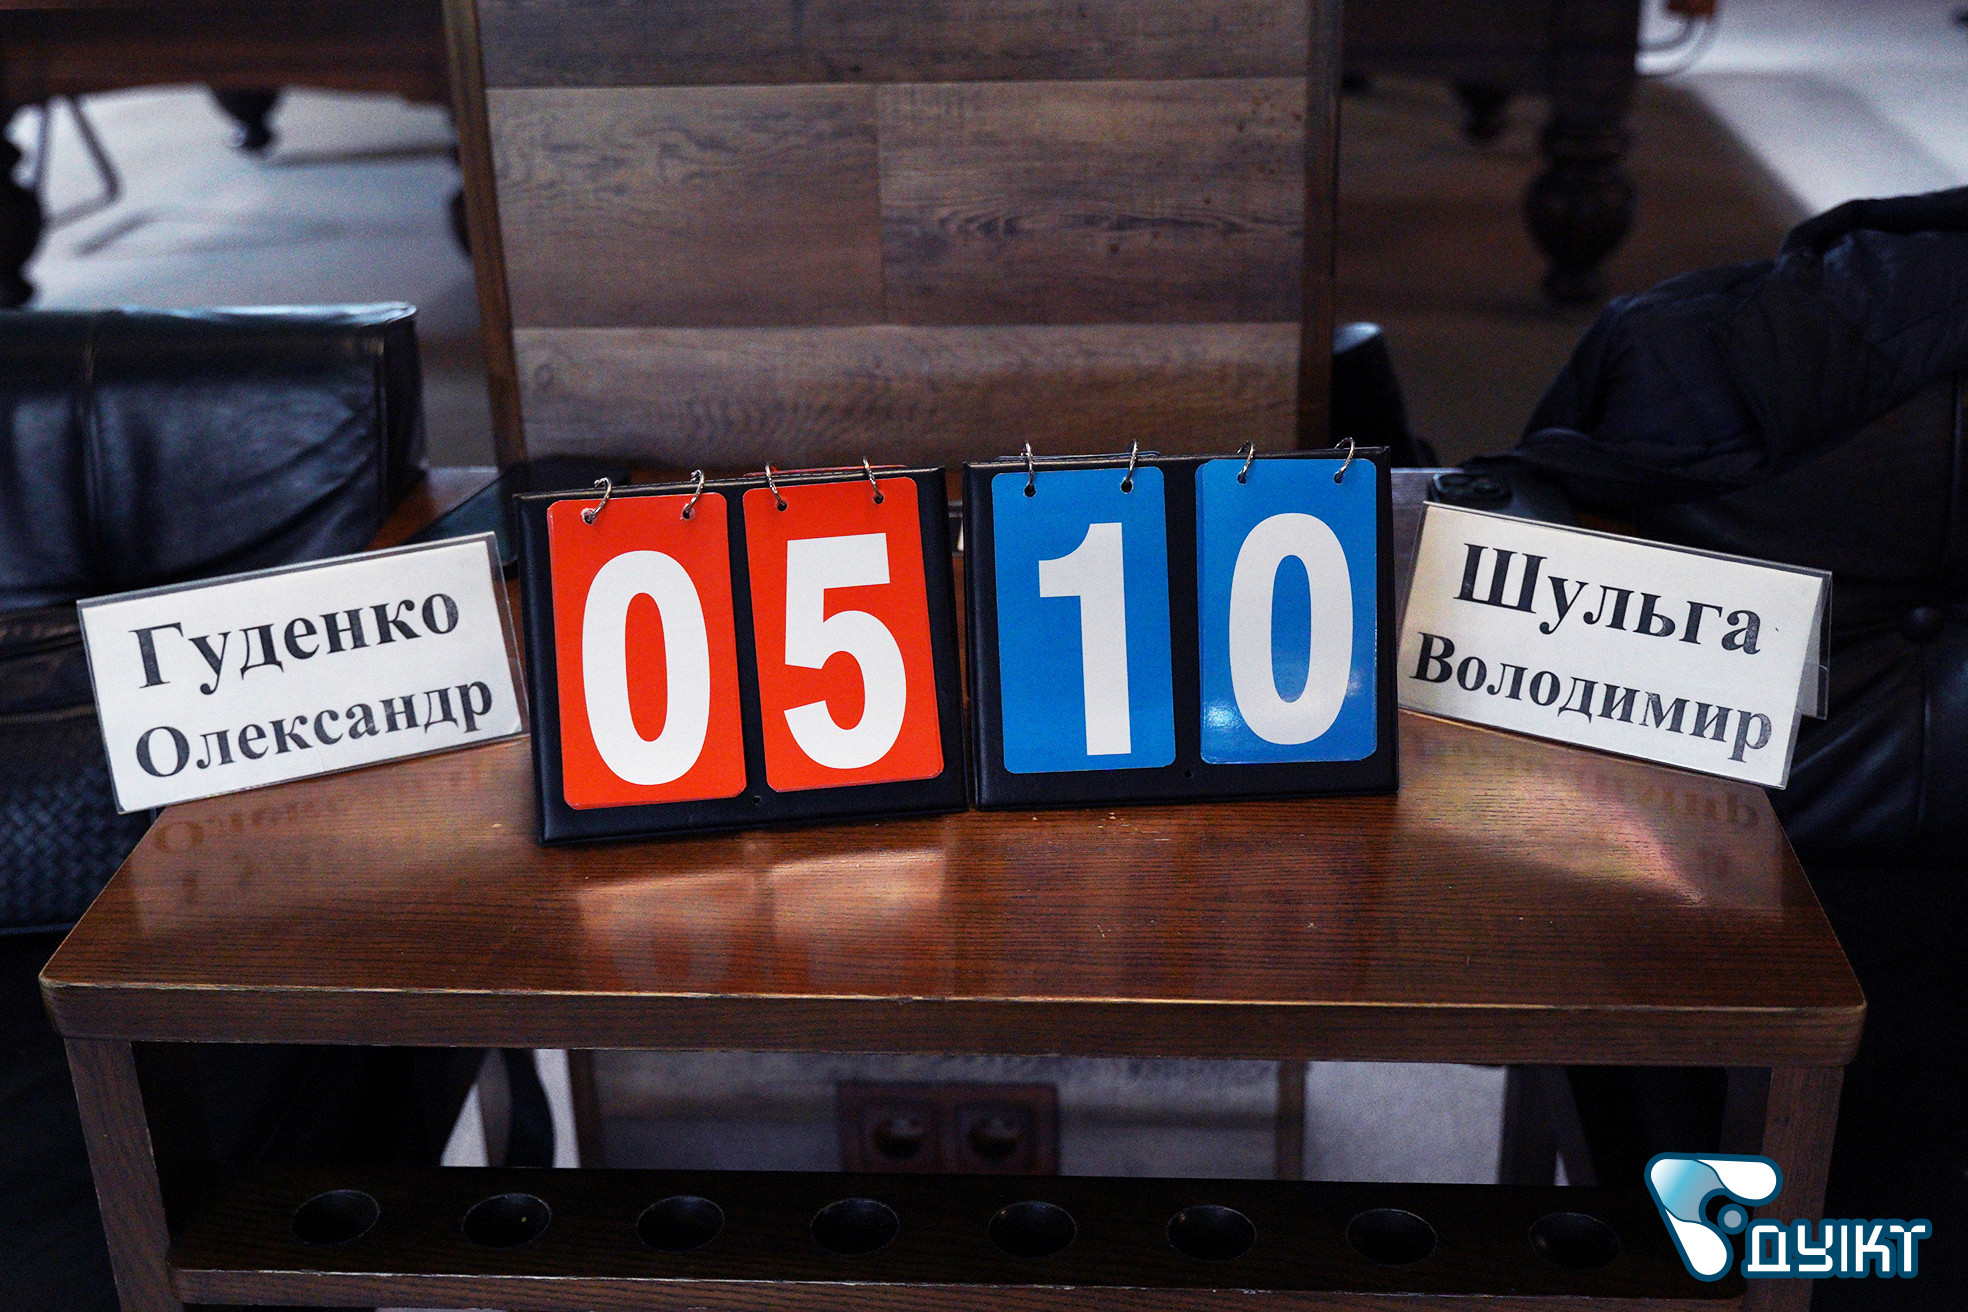 Гуденко
Олександр
05
10
Шульга
Володимир
ДУІКТ